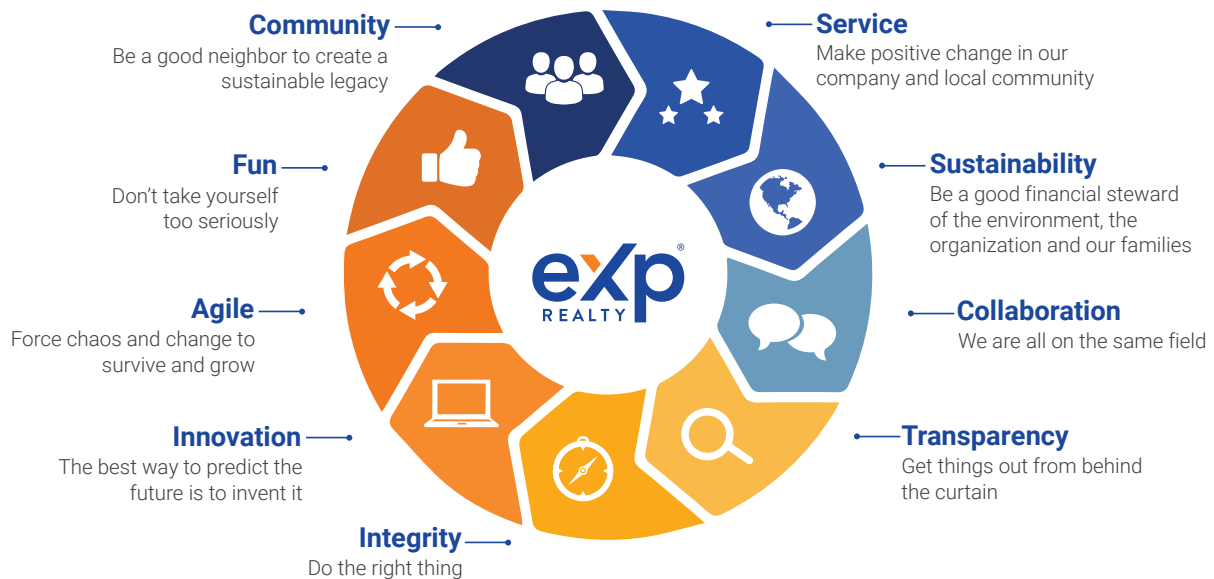 Community
Be a good neighbor to create a
sustainable legacy
Service
Make positive change in our
company and local community
Fun
Don't take yourself
too seriously
Sustainability
Be a good financial steward
of the environment, the
organization and our families
exp®
REALTY
Agile
Force chaos and change to
survive and grow
Collaboration
We are all on the same field
Innovation
The best way to predict the
future is to invent it
Transparency
Get things out from behind
the curtain
Integrity
Do the right thing